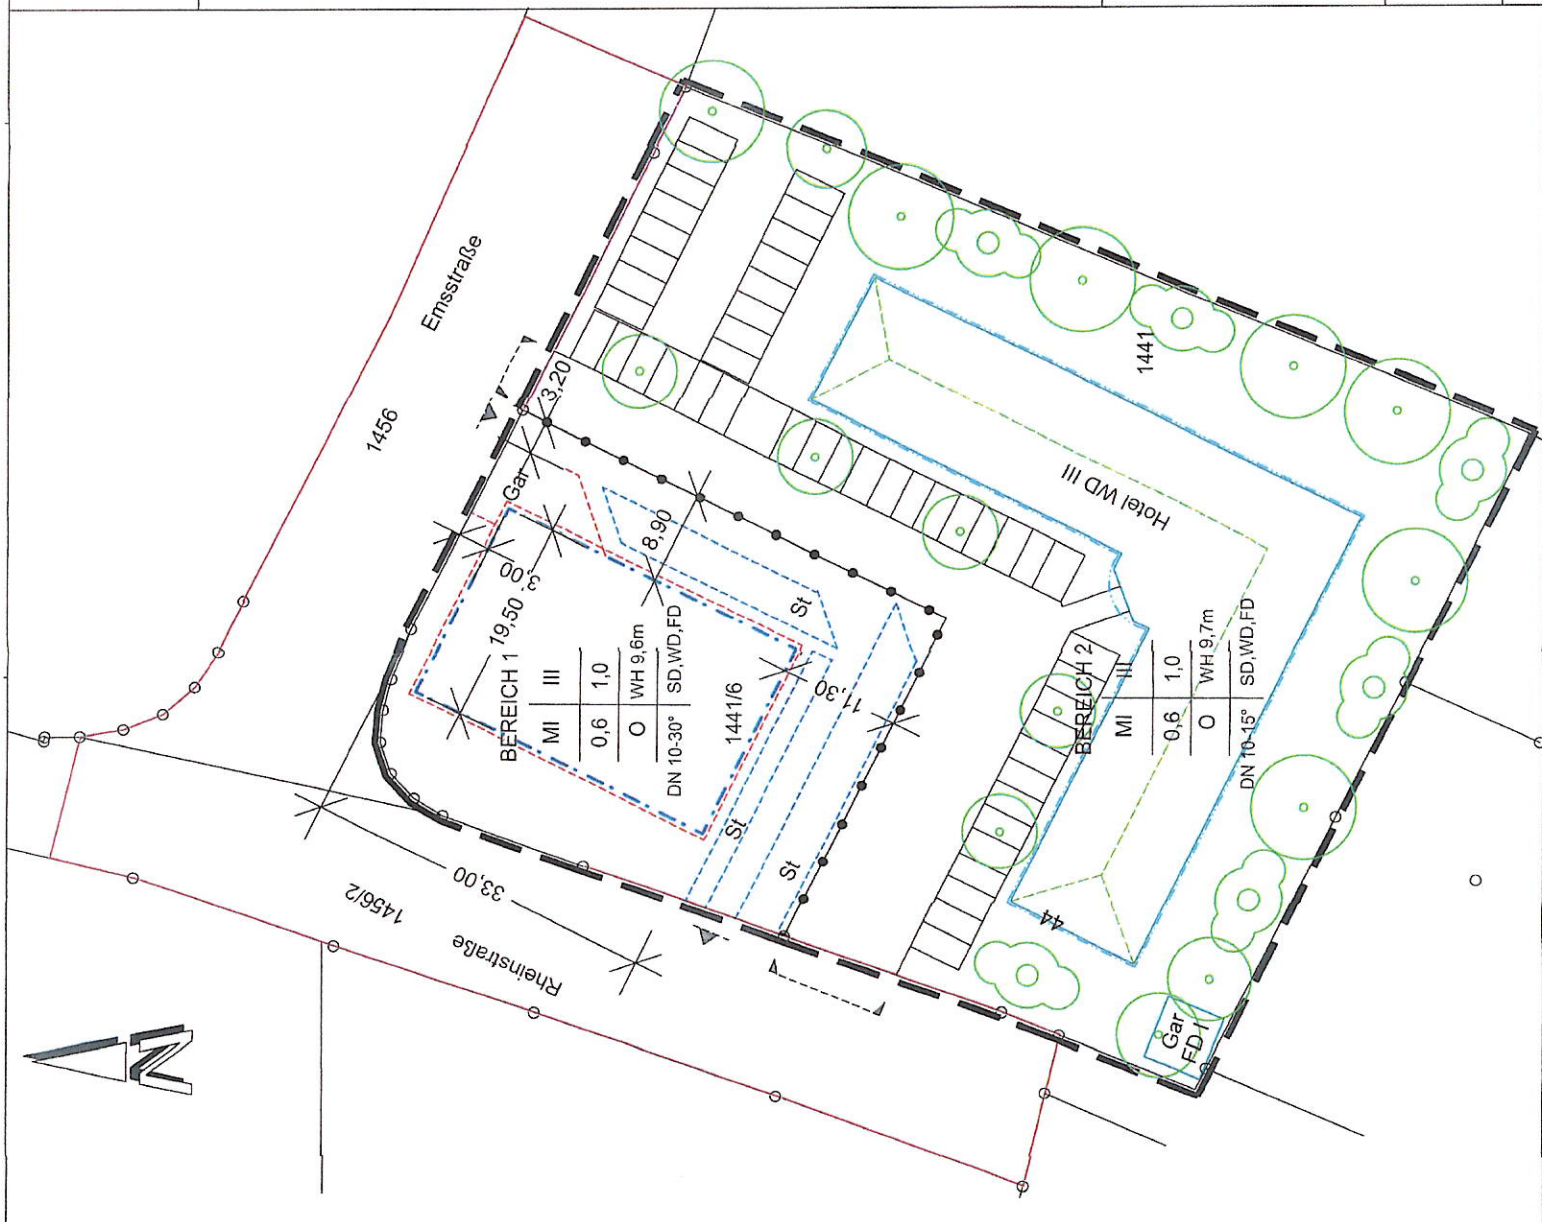 Emsstraße
1456
3,20
Gar
3,00
3,00
19,50
8,90
BEREICH 1
MI III
0,6 1,0
O WH 9,6m
DN 10-30° SD,WD,FD
1441/6
St
St
St
11,30
33,00
1456/2
Rheinstraße
1441
Hotel WD III
BEREICH 2
MI III
0,6 1,0
O WH 9,7m
DN 10-15° SD,WD,FD
44
Gar
FD I
N